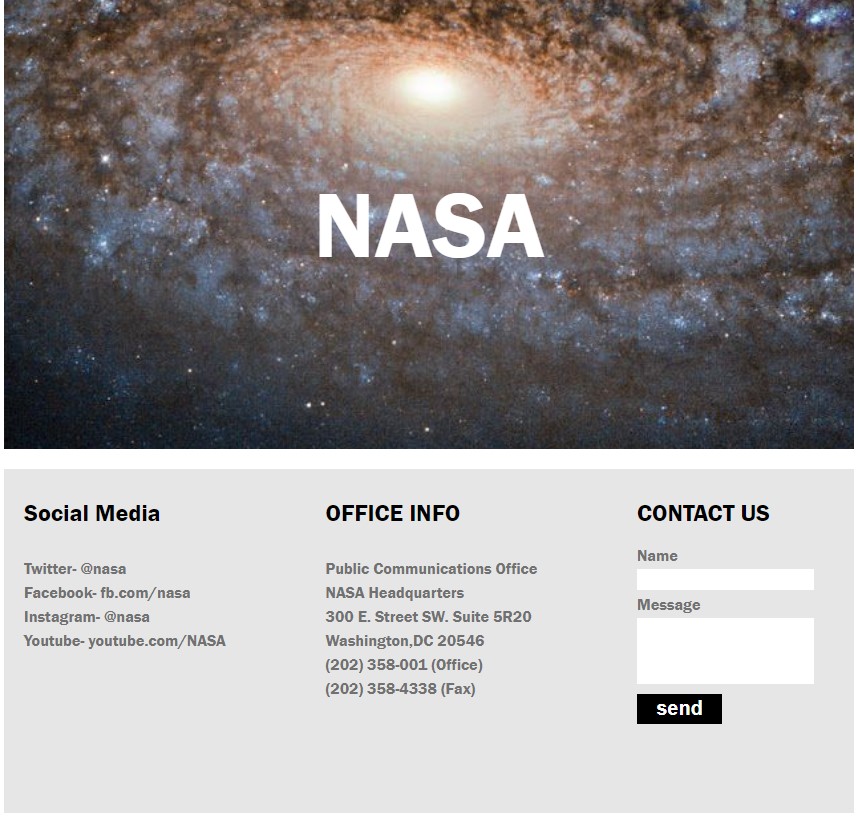 NASA
Social Media
Twitter- @nasa
Facebook- fb.com/nasa
Instagram- @nasa
Youtube- youtube.com/NASA
OFFICE INFO
Public Communications Office
NASA Headquarters
300 E. Street SW. Suite 5R20
Washington,DC 20546
(202) 358-001 (Office)
(202) 358-4338 (Fax)
CONTACT US
Name
Message
send